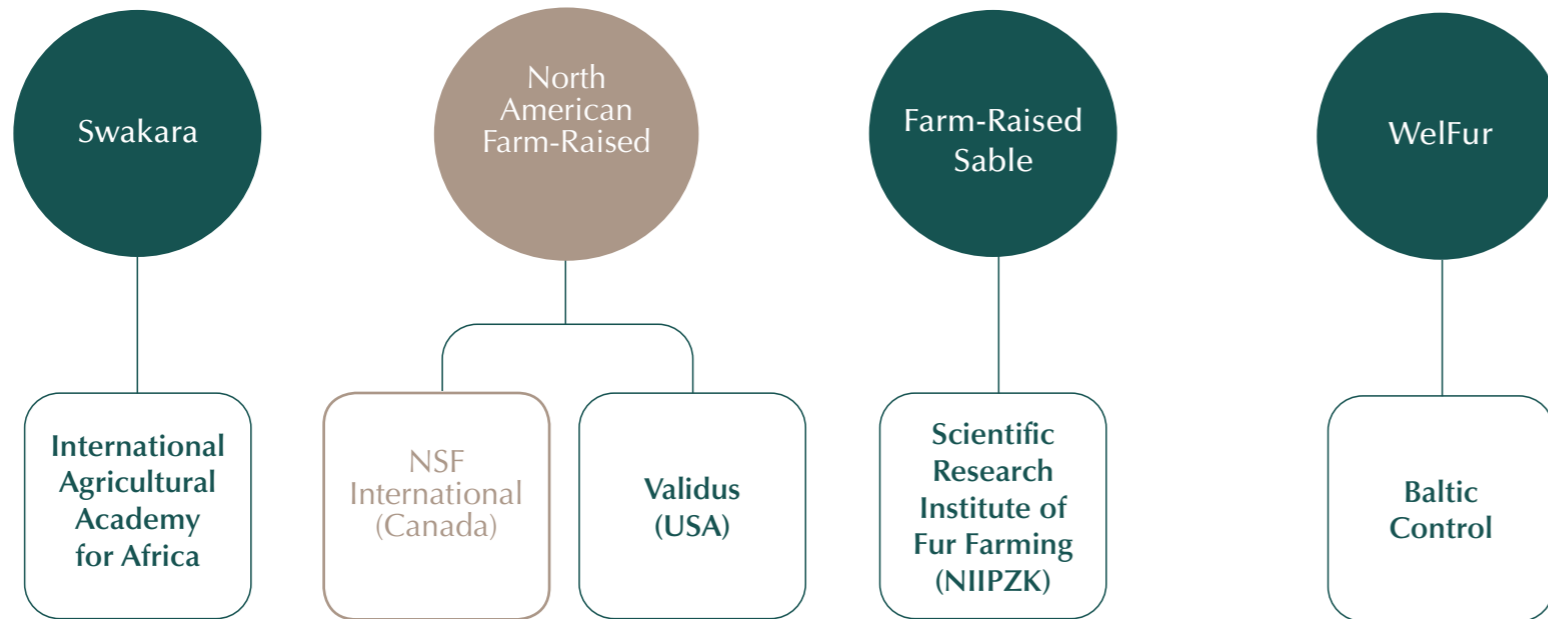 Swakara
North
American
Farm-Raised
Farm-Raised
Sable
WelFur
International
Agricultural
Academy
for Africa
NSF
International
(Canada)
Validus
(USA)
Scientific
Research
Institute of
Fur Farming
(NIIPZK)
Baltic
Control